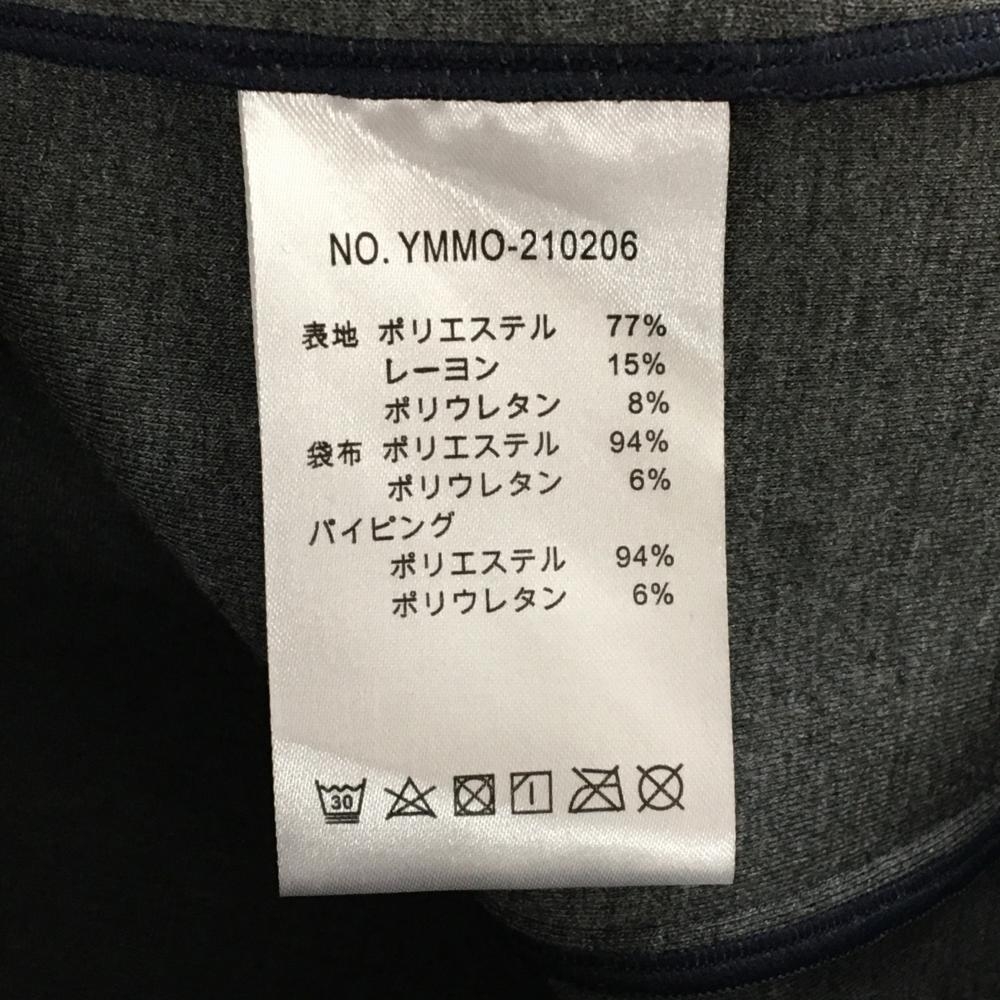 NO. YMMO-210206
表地 ポリエステル 77%
レーヨン 15%
ポリウレタン 8%
袋布 ポリエステル 94%
ポリウレタン 6%
パイピング
ポリエステル 94%
ポリウレタン 6%
30